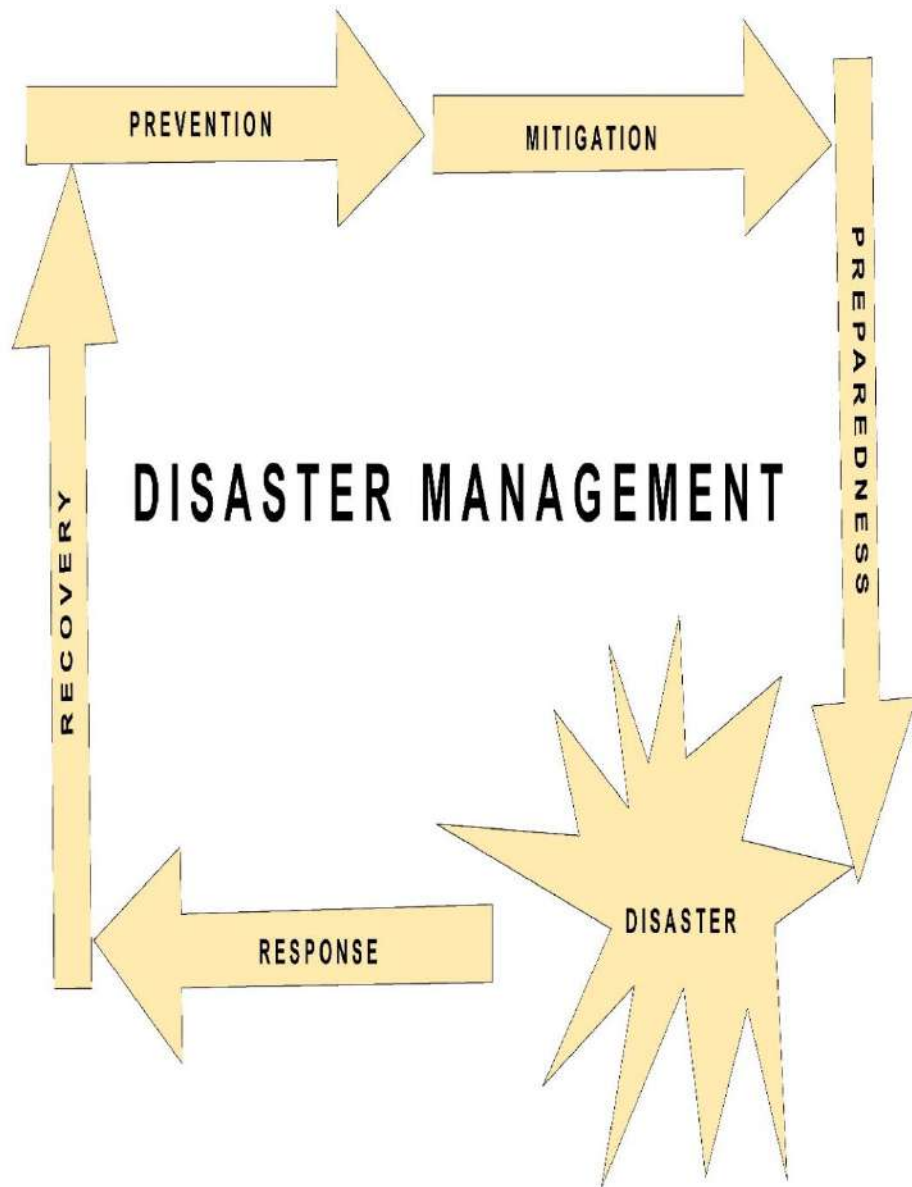 PREVENTION
MITIGATION
PREPAREDNESS
DISASTER MANAGEMENT
RECOVERY
DISASTER
RESPONSE